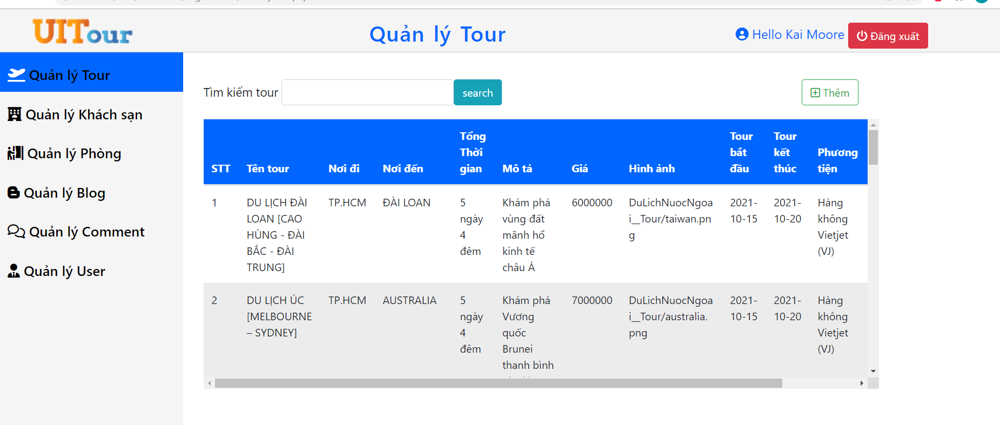 UITour
Quản lý Tour
Hello Kai Moore
Đăng xuất
Quản lý Tour
Quản lý Khách sạn
Quản lý Phòng
Quản lý Blog
Quản lý Comment
Quản lý User
Tìm kiếm tour
search
Thêm
STT
Tên tour
Nơi đi
Nơi đến
Tổng
Thời
gian
Mô tả
Giá
Hình ảnh
Tour
bắt
đầu
Tour
kết
thúc
Phương
tiện
1
DU LỊCH ĐÀI
LOAN [CAO
HÙNG - ĐÀI
BẮC - ĐÀI
TRUNG]
TP.HCM
ĐÀI LOAN
5
ngày
4
đêm
Khám phá
vùng đất
mãnh hổ
kinh tế
châu Á
6000000
DuLichNuocNgoa
i__Tour/taiwan.pn
g
2021-
10-15
2021-
10-20
Hàng
không
Vietjet
(VJ)
2
DU LỊCH ÚC
[MELBOURNE
– SYDNEY]
TP.HCM
AUSTRALIA
5
ngày
4
đêm
Khám phá
Vương
quốc
Brunei
thanh bình
7000000
DuLichNuocNgoa
i__Tour/australia.
png
2021-
10-15
2021-
10-20
Hàng
không
Vietjet
(VJ)